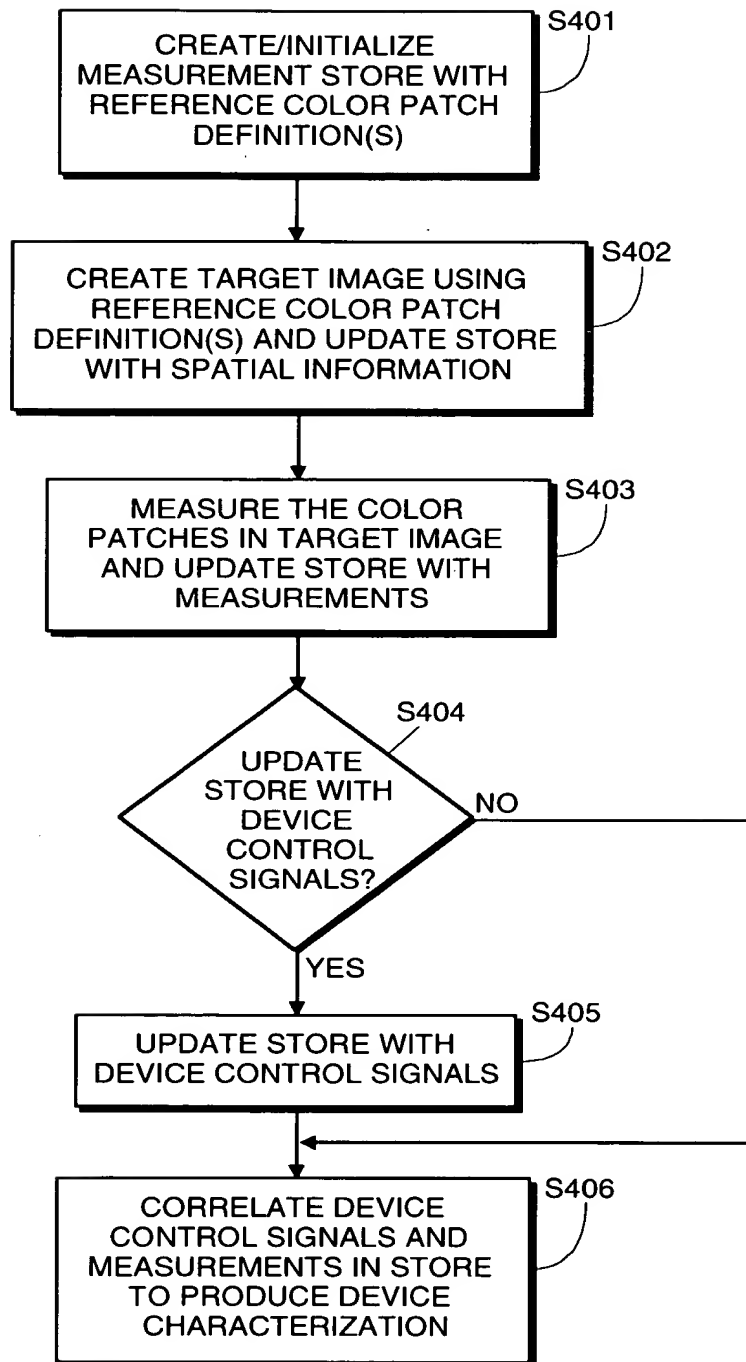 S401
CREATE/INITIALIZE
MEASUREMENT STORE WITH
REFERENCE COLOR PATCH
DEFINITION(S)
S402
CREATE TARGET IMAGE USING
REFERENCE COLOR PATCH
DEFINITION(S) AND UPDATE STORE
WITH SPATIAL INFORMATION
S403
MEASURE THE COLOR
PATCHES IN TARGET IMAGE
AND UPDATE STORE WITH
MEASUREMENTS
S404
UPDATE
STORE WITH
DEVICE
CONTROL
SIGNALS?
NO
YES
S405
UPDATE STORE WITH
DEVICE CONTROL SIGNALS
S406
CORRELATE DEVICE
CONTROL SIGNALS AND
MEASUREMENTS IN STORE
TO PRODUCE DEVICE
CHARACTERIZATION